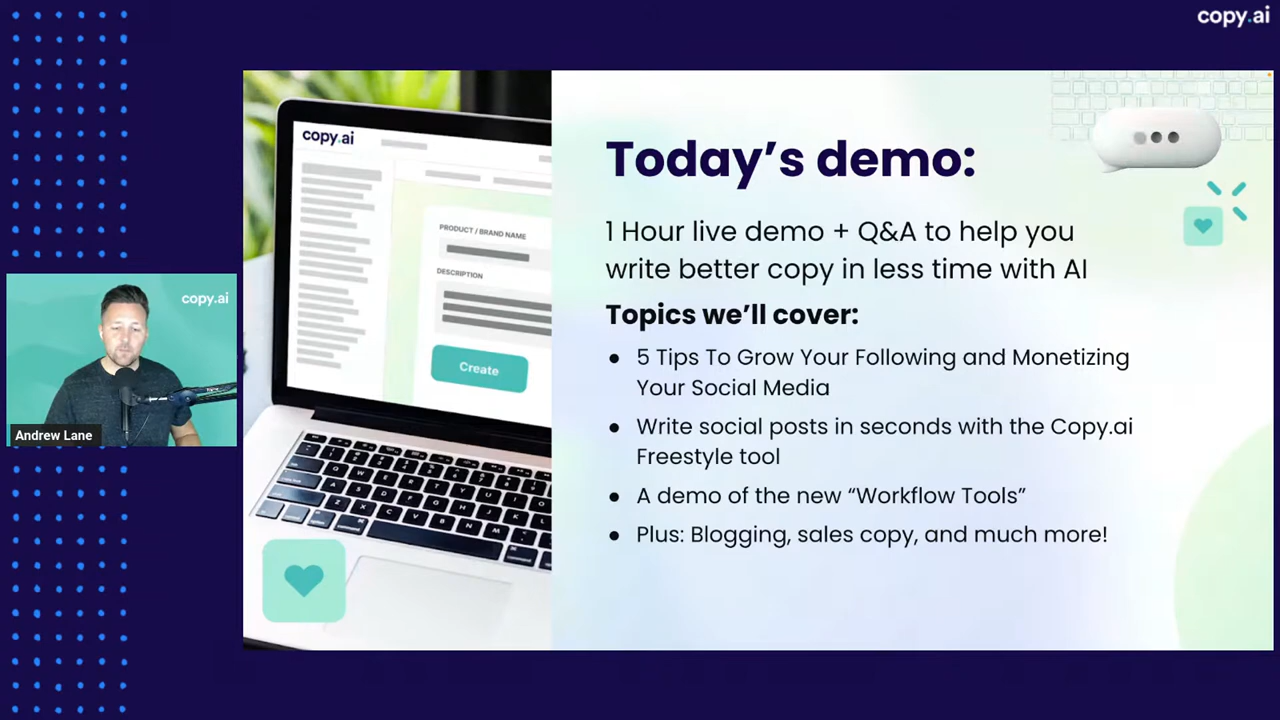 copy.ai
copy.ai
PRODUCT / BRAND NAME
DESCRIPTION
Create
Today’s demo:
1 Hour live demo + Q&A to help you
write better copy in less time with AI
Topics we’ll cover:
● 5 Tips To Grow Your Following and Monetizing
Your Social Media
● Write social posts in seconds with the Copy.ai
Freestyle tool
● A demo of the new “Workflow Tools”
● Plus: Blogging, sales copy, and much more!
copy.ai
Andrew Lane